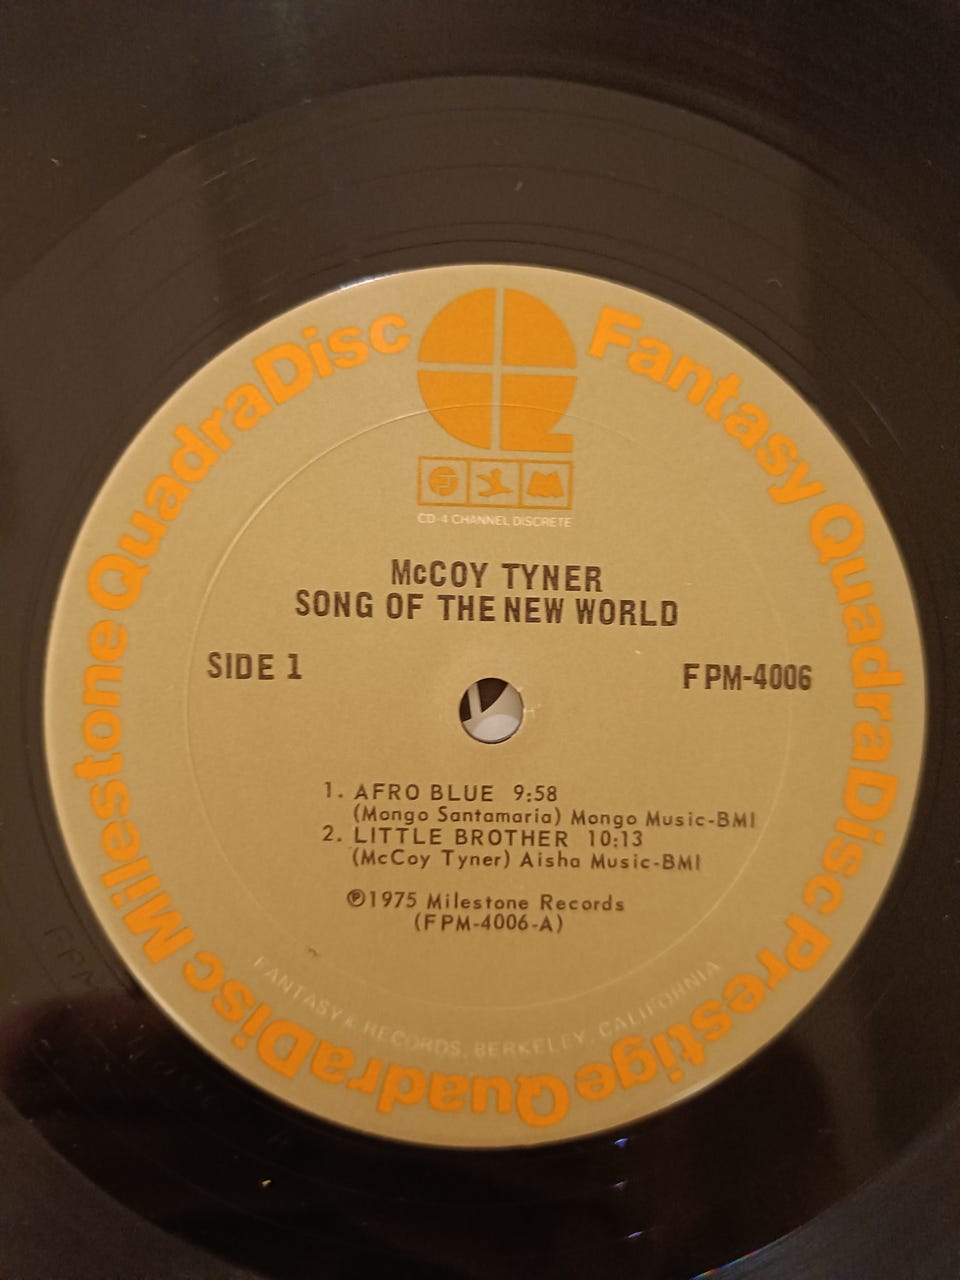 Fantasy QuadraDisc Prestige QuadraDisc Milestone QuadraDisc
CD-4 CHANNEL DISCRETE
McCOY TYNER
SONG OF THE NEW WORLD
SIDE 1
FPM-4006
1. AFRO BLUE 9:58
(Mongo Santamaria) Mongo Music-BMI
2. LITTLE BROTHER 10:13
(McCoy Tyner) Aisha Music-BMI
℗1975 Milestone Records
(FPM-4006-A)
FANTASY RECORDS, BERKELEY, CALIFORNIA
FPM